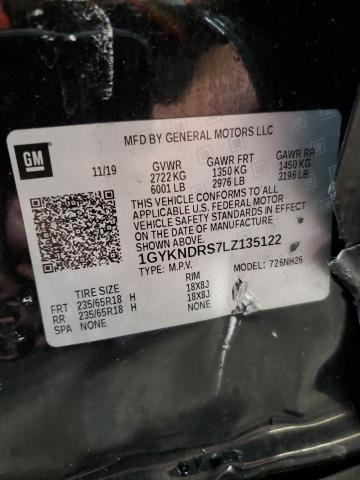 MFD BY GENERAL MOTORS LLC
GM
11/19 GVWR GAWR FRT GAWR RR
2722 KG 1350 KG 1450 KG
6001 LB 2976 LB 3196 LB
THIS VEHICLE CONFORMS TO ALL
APPLICABLE U.S. FEDERAL MOTOR
VEHICLE SAFETY STANDARDS IN
EFFECT ON THE DATE OF
MANUFACTURE SHOWN ABOVE.
1GYKNDRS7LZ135122
TYPE: M.P.V. MODEL: 726NH26
TIRE SIZE RIM
FRT 235/65R18 H 18X8J
RR 235/65R18 H 18X8J
SPA NONE NONE